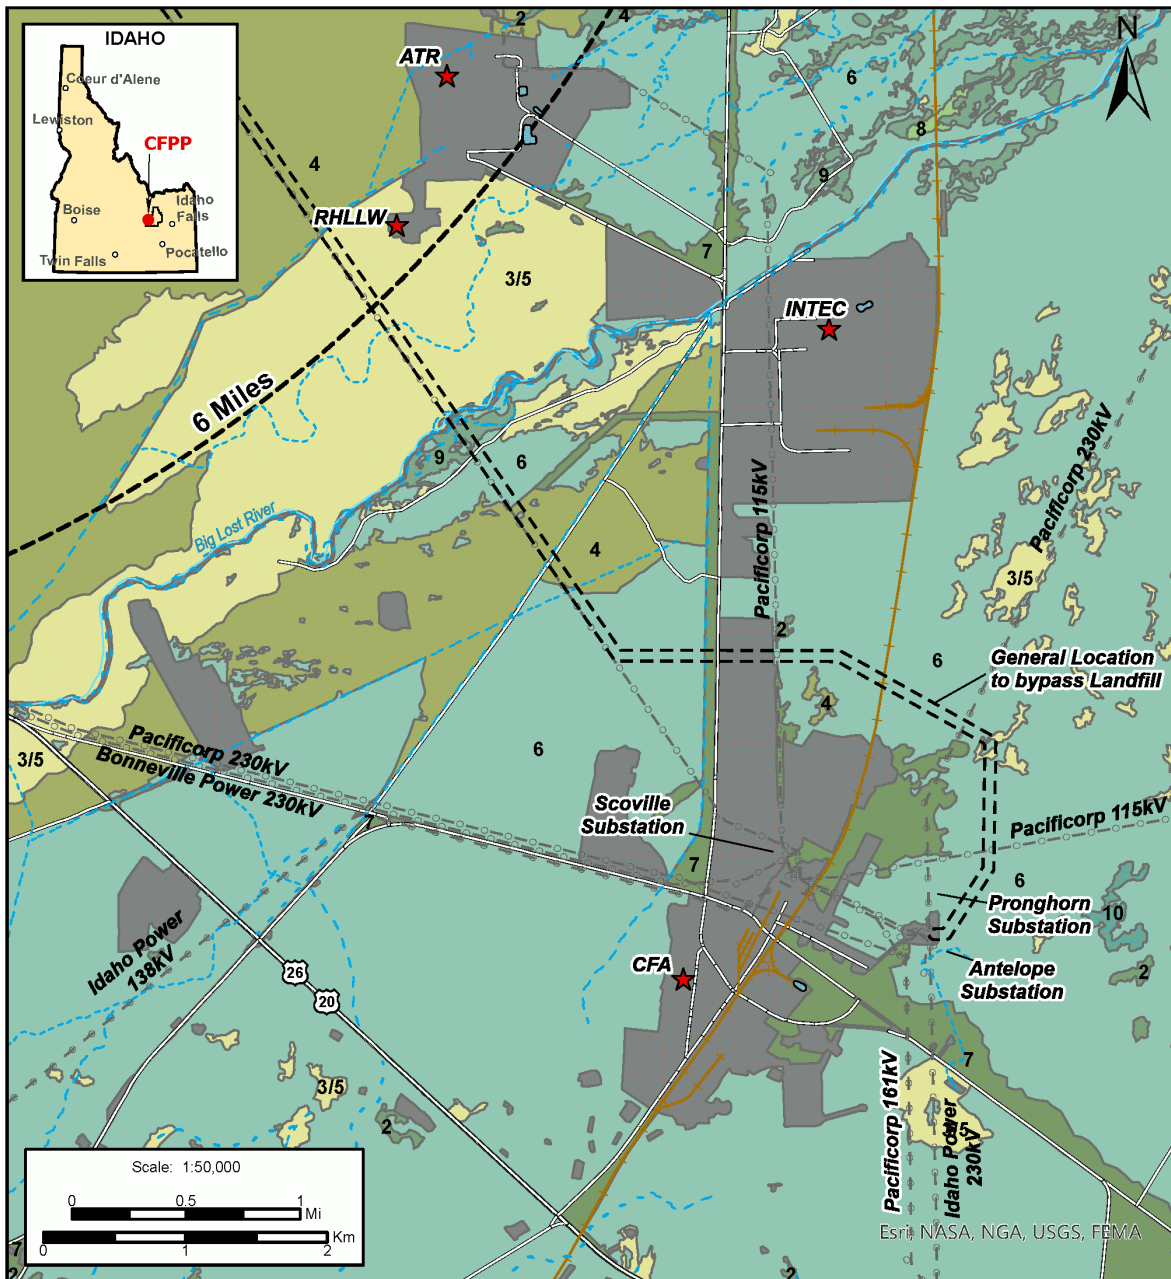 IDAHO
Coeur d'Alene
Lewiston
CFPP
Boise
Idaho
Falls
Pocatello
Twin Falls
2
4
N
ATR
6
8
4
9
RHLLW
7
3/5
INTEC
6 Miles
9
6
Pacificorp 230kV
Pacificorp 115kV
Big Lost River
4
3/5
2
6
General Location
to bypass Landfill
4
Pacificorp 230kV
Bonneville Power 230kV
6
3/5
Scoville
Substation
Pacificorp 115kV
7
7
6
Pronghorn
Substation
10
Idaho Power
138kV
CFA
Antelope
Substation
2
26
20
7
3/5
2
Pacificorp 161kV
Idaho Power
230kV
5
Scale: 1:50,000
0 0.5 1
Mi
Km
0 1 2
Esri, NASA, NGA, USGS, FEMA
7
2
2